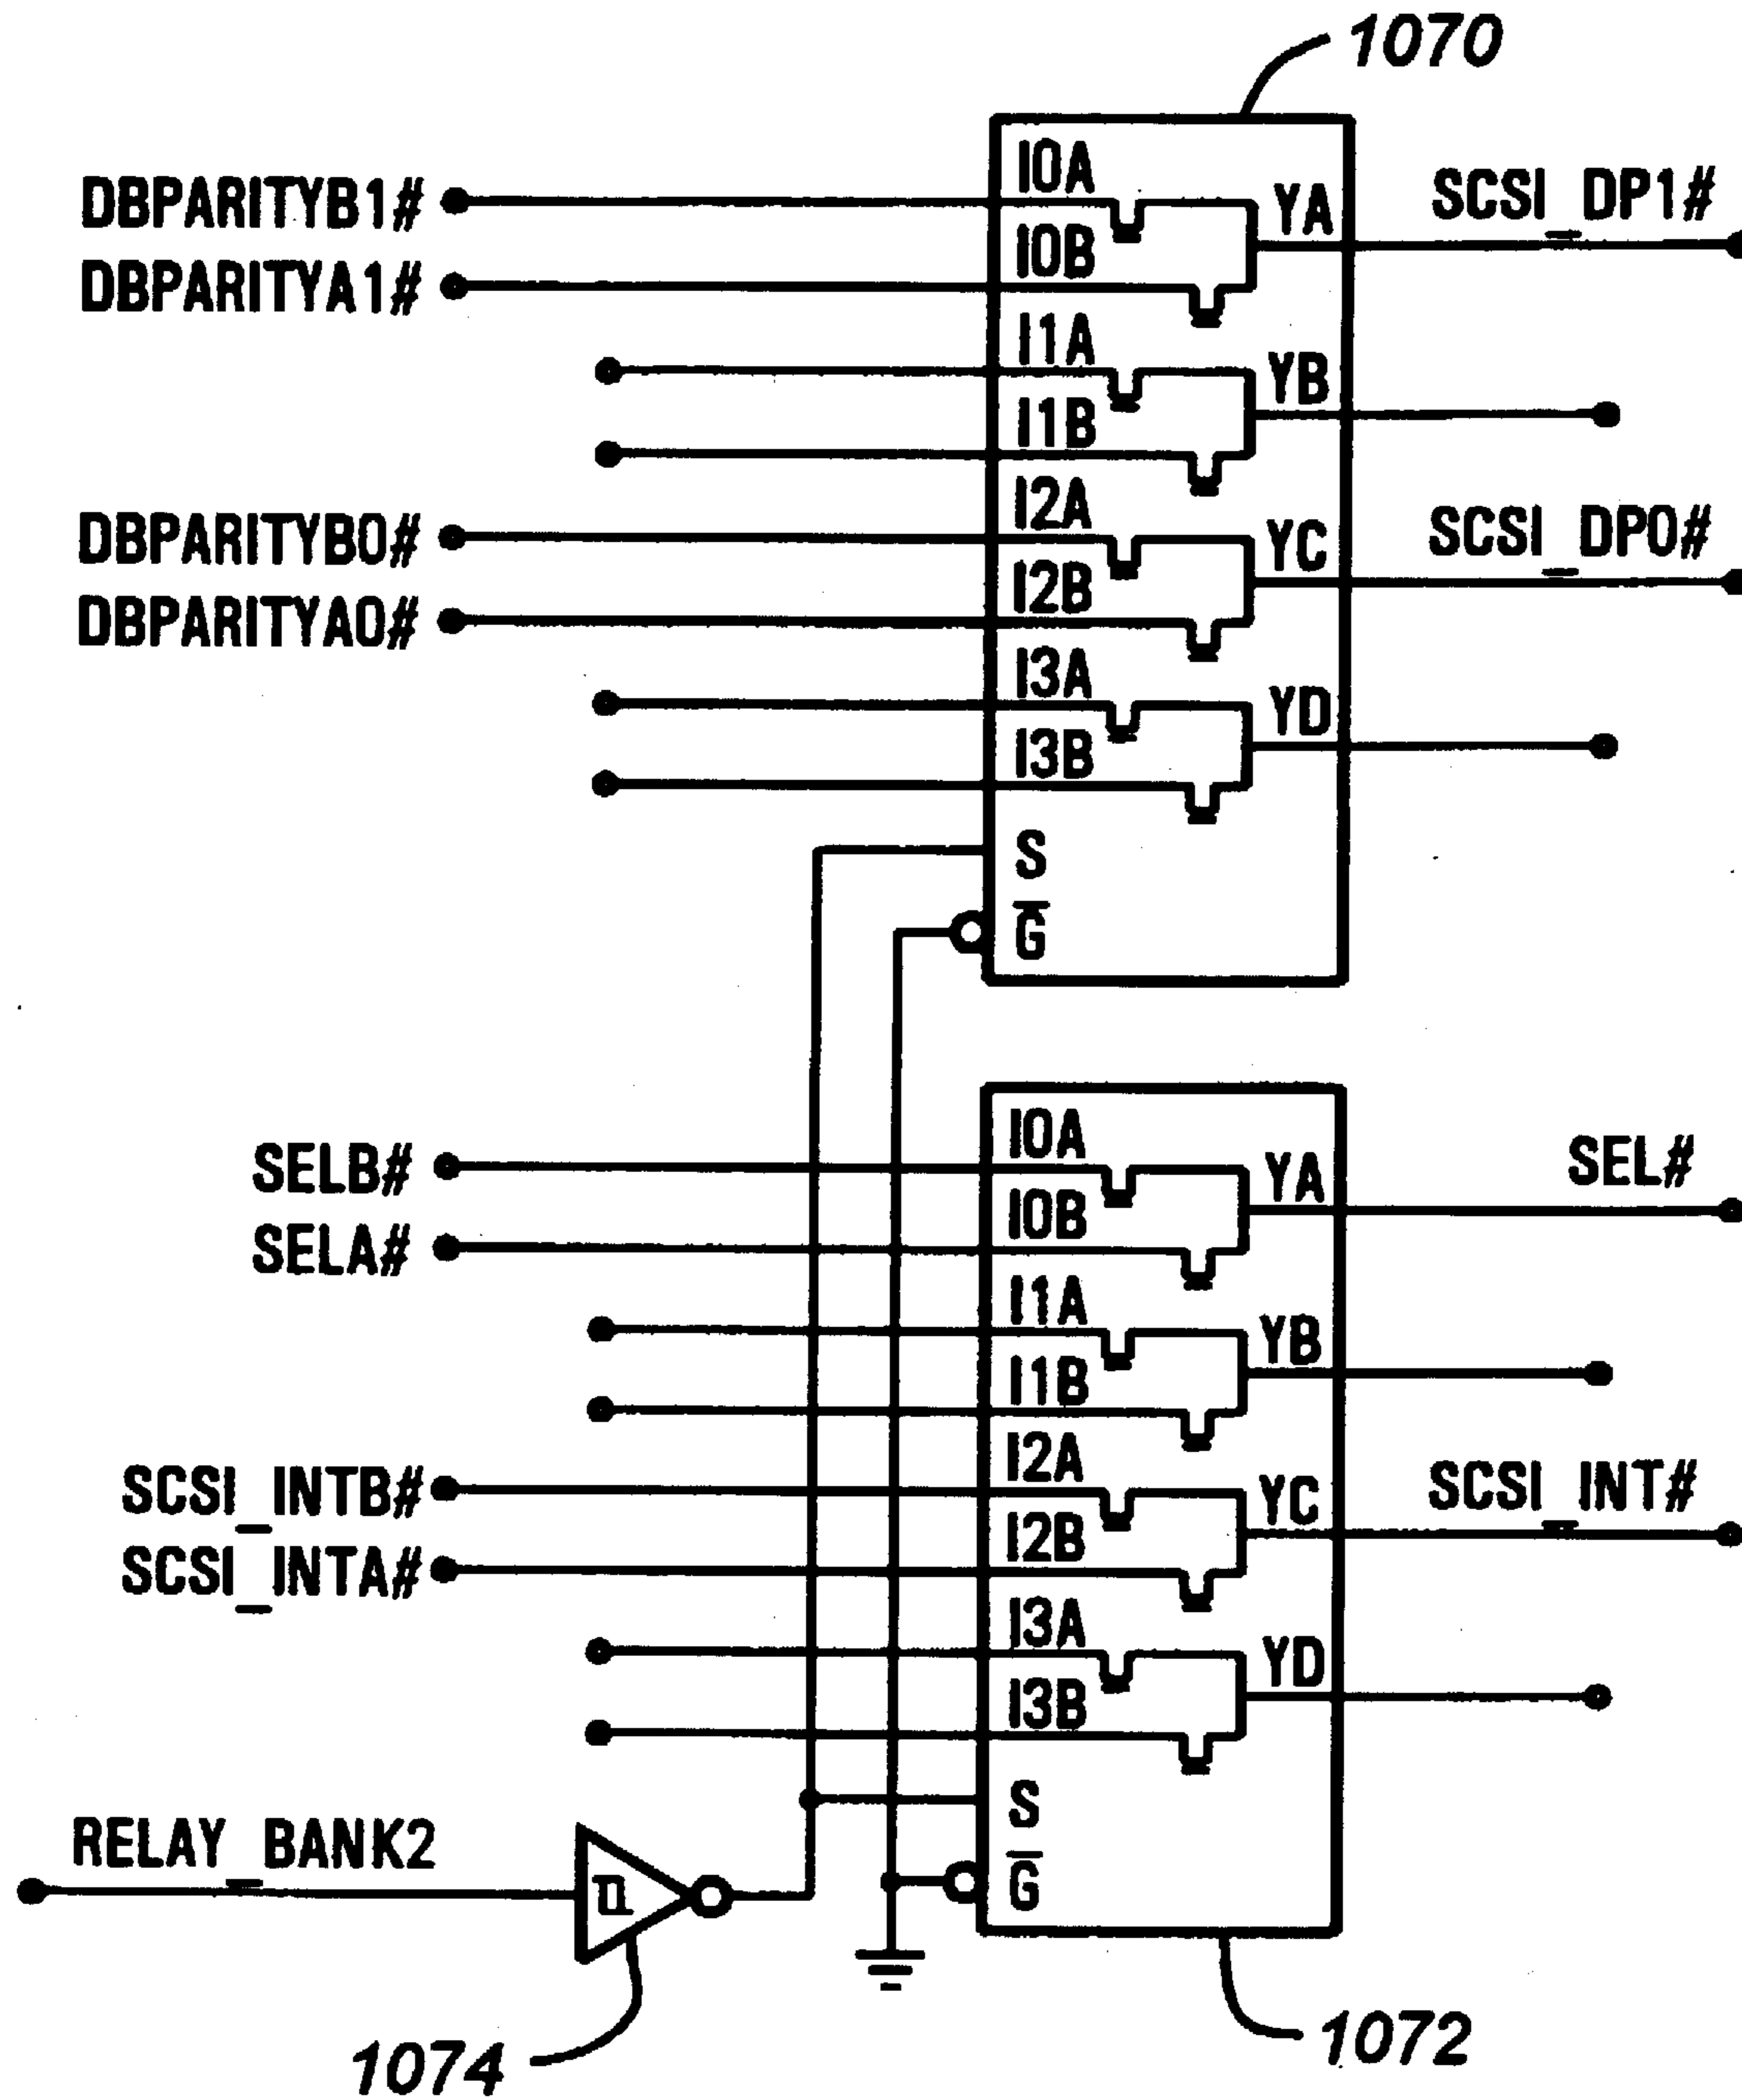 1070
DBPARITYB1#
DBPARITYA1#
I0A
I0B
YA
SCSI_DP1#
I1A
I1B
YB
DBPARITYB0#
DBPARITYA0#
I2A
I2B
YC
SCSI_DP0#
I3A
I3B
YD
S
G̅
SELB#
SELA#
I0A
I0B
YA
SEL#
I1A
I1B
YB
SCSI_INTB#
SCSI_INTA#
I2A
I2B
YC
SCSI_INT#
I3A
I3B
YD
S
G̅
RELAY_BANK2
1074
1072